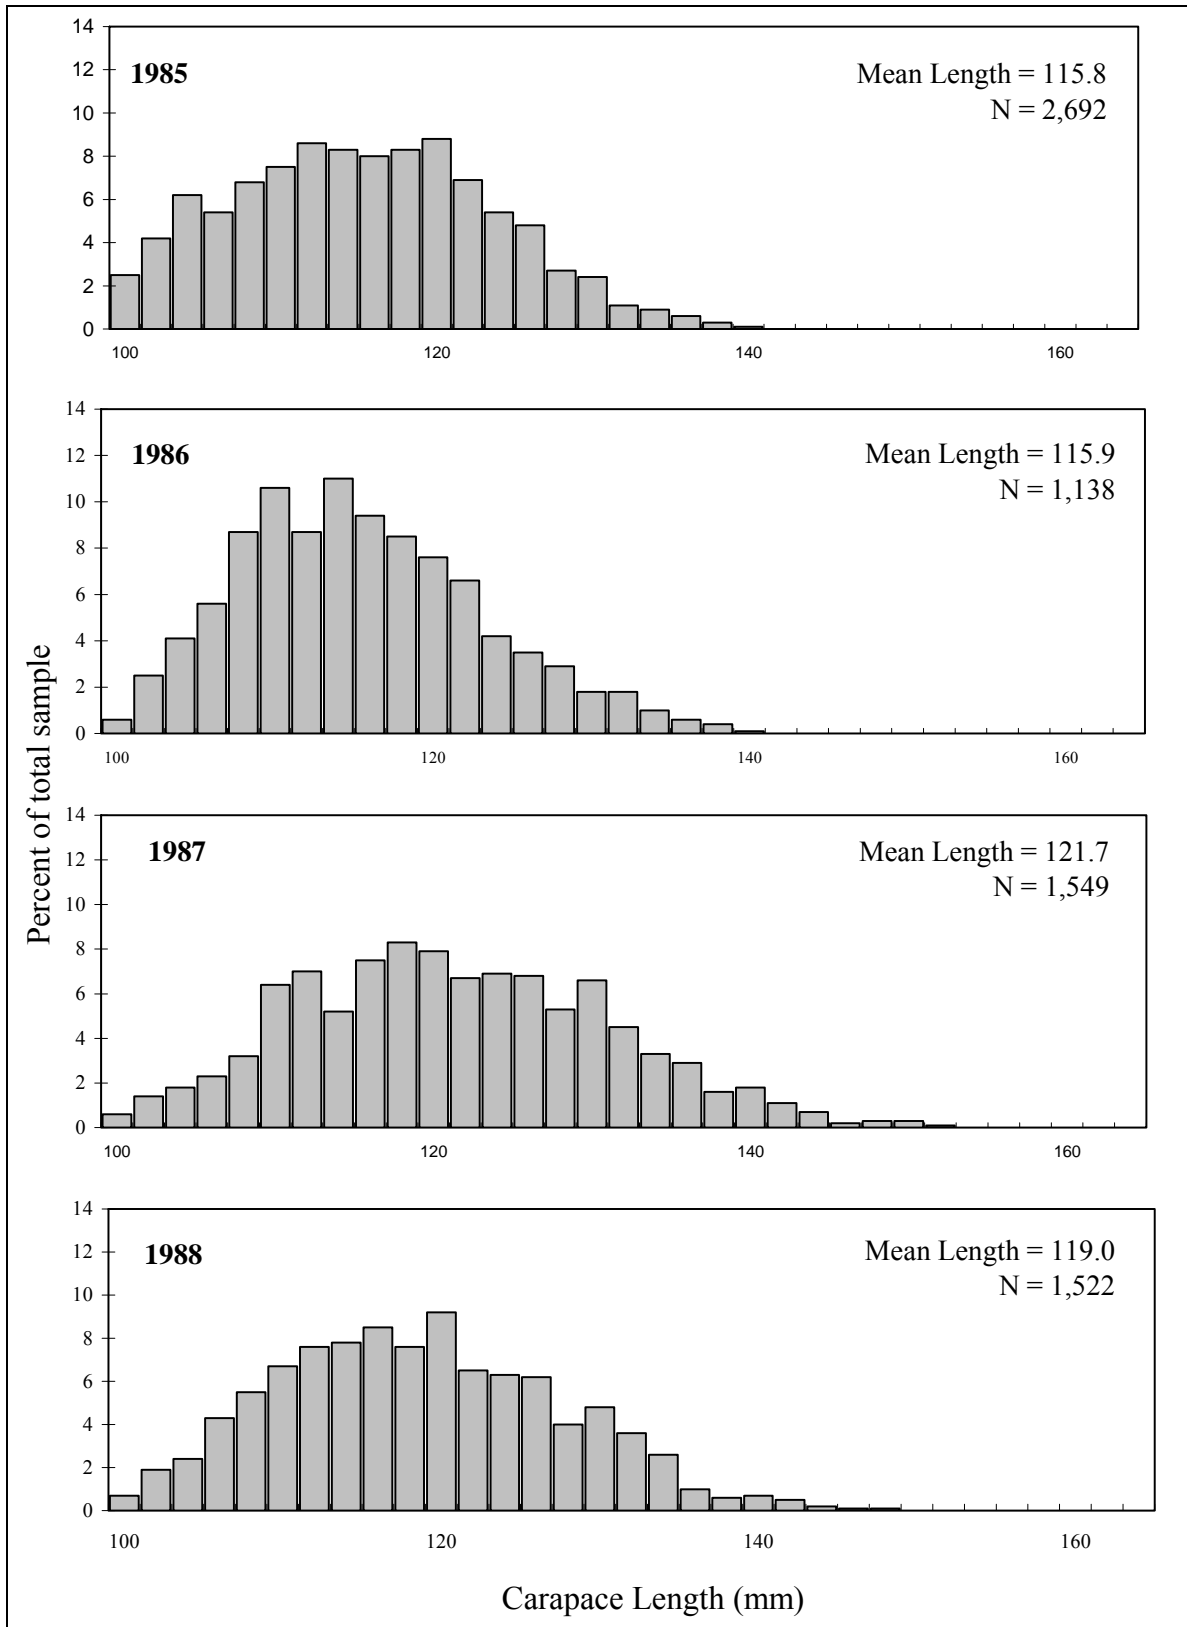 14
12
1985
Mean Length = 115.8
N = 2,692
10
8
6
4
2
0
100 120 140 160
14
12
1986
Mean Length = 115.9
N = 1,138
10
8
6
4
2
0
100 120 140 160
Percent of total sample
14
12
1987
Mean Length = 121.7
N = 1,549
10
8
6
4
2
0
100 120 140 160
14
12
1988
Mean Length = 119.0
N = 1,522
10
8
6
4
2
0
100 120 140 160
Carapace Length (mm)